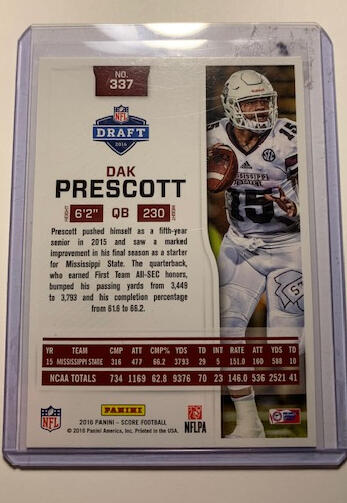 NO.
337
NFL
DRAFT
2016
DAK
PRESCOTT
HEIGHT 6'2" QB 230 WEIGHT
Prescott pushed himself as a fifth-year
senior in 2015 and saw a marked
improvement in his final season as a starter
for Mississippi State. The quarterback,
who earned First Team All-SEC honors,
bumped his passing yards from 3,449
to 3,793 and his completion percentage
from 61.6 to 66.2.
YR TEAM CMP ATT CMP% YDS TD INT RATE ATT YDS TD
15 MISSISSIPPI STATE 316 477 66.2 3793 29 5 151.0 160 588 10
NCAA TOTALS 734 1169 62.8 9376 70 23 146.0 536 2521 41
NFL
PANINI
NFLPA
2016 PANINI – SCORE FOOTBALL
© 2016 Panini America, Inc. Printed in the USA.
15
MISSISSIPPI
STATE
15
SEC